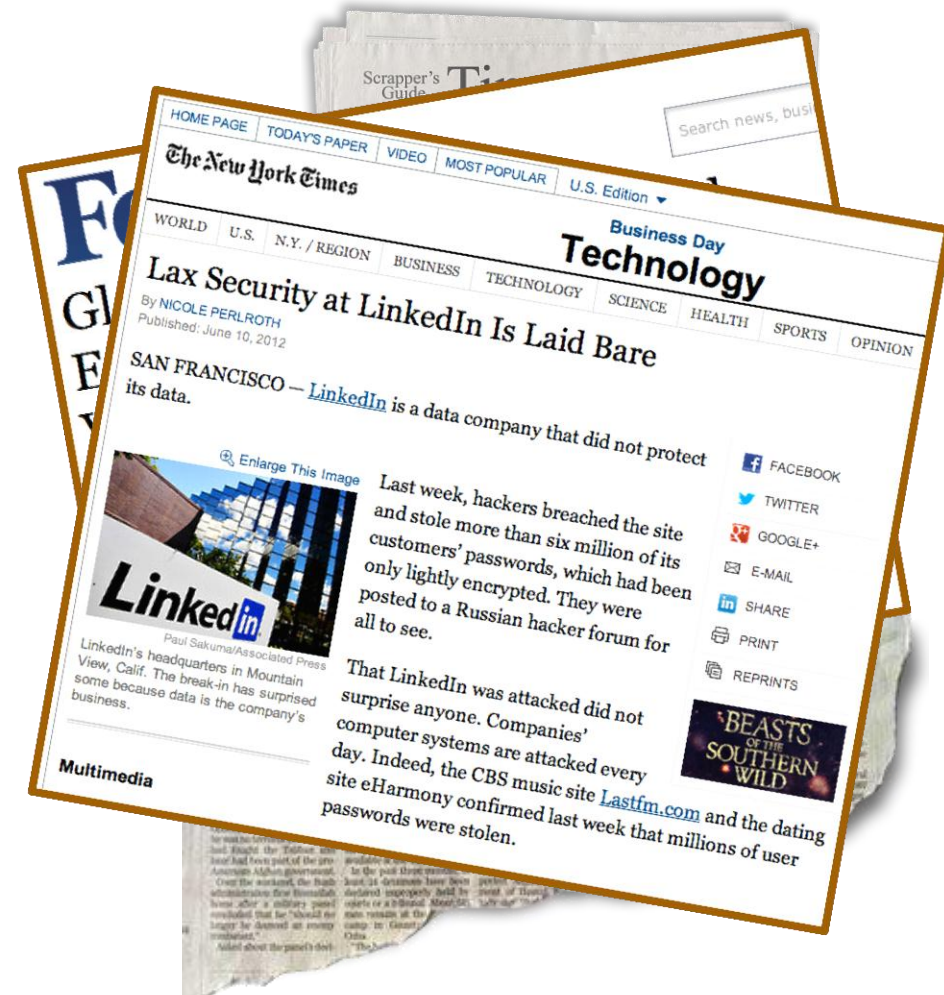 Scrapper's
Guide
Search news, busi
HOME PAGE TODAY'S PAPER VIDEO MOST POPULAR U.S. Edition
The New York Times
Business Day
Technology
WORLD U.S. N.Y. / REGION BUSINESS TECHNOLOGY SCIENCE HEALTH SPORTS OPINION
Lax Security at LinkedIn Is Laid Bare
By NICOLE PERLROTH
Published: June 10, 2012
SAN FRANCISCO — LinkedIn is a data company that did not protect
its data.
Enlarge This Image
LinkedIn
Paul Sakuma/Associated Press
LinkedIn's headquarters in Mountain
View, Calif. The break-in has surprised
some because data is the company's
business.
Multimedia
Last week, hackers breached the site
and stole more than six million of its
customers' passwords, which had been
only lightly encrypted. They were
posted to a Russian hacker forum for
all to see.
That LinkedIn was attacked did not
surprise anyone. Companies'
computer systems are attacked every
day. Indeed, the CBS music site Lastfm.com and the dating
site eHarmony confirmed last week that millions of user
passwords were stolen.
FACEBOOK
TWITTER
GOOGLE+
E-MAIL
SHARE
PRINT
REPRINTS
BEASTS
OF THE
SOUTHERN
WILD